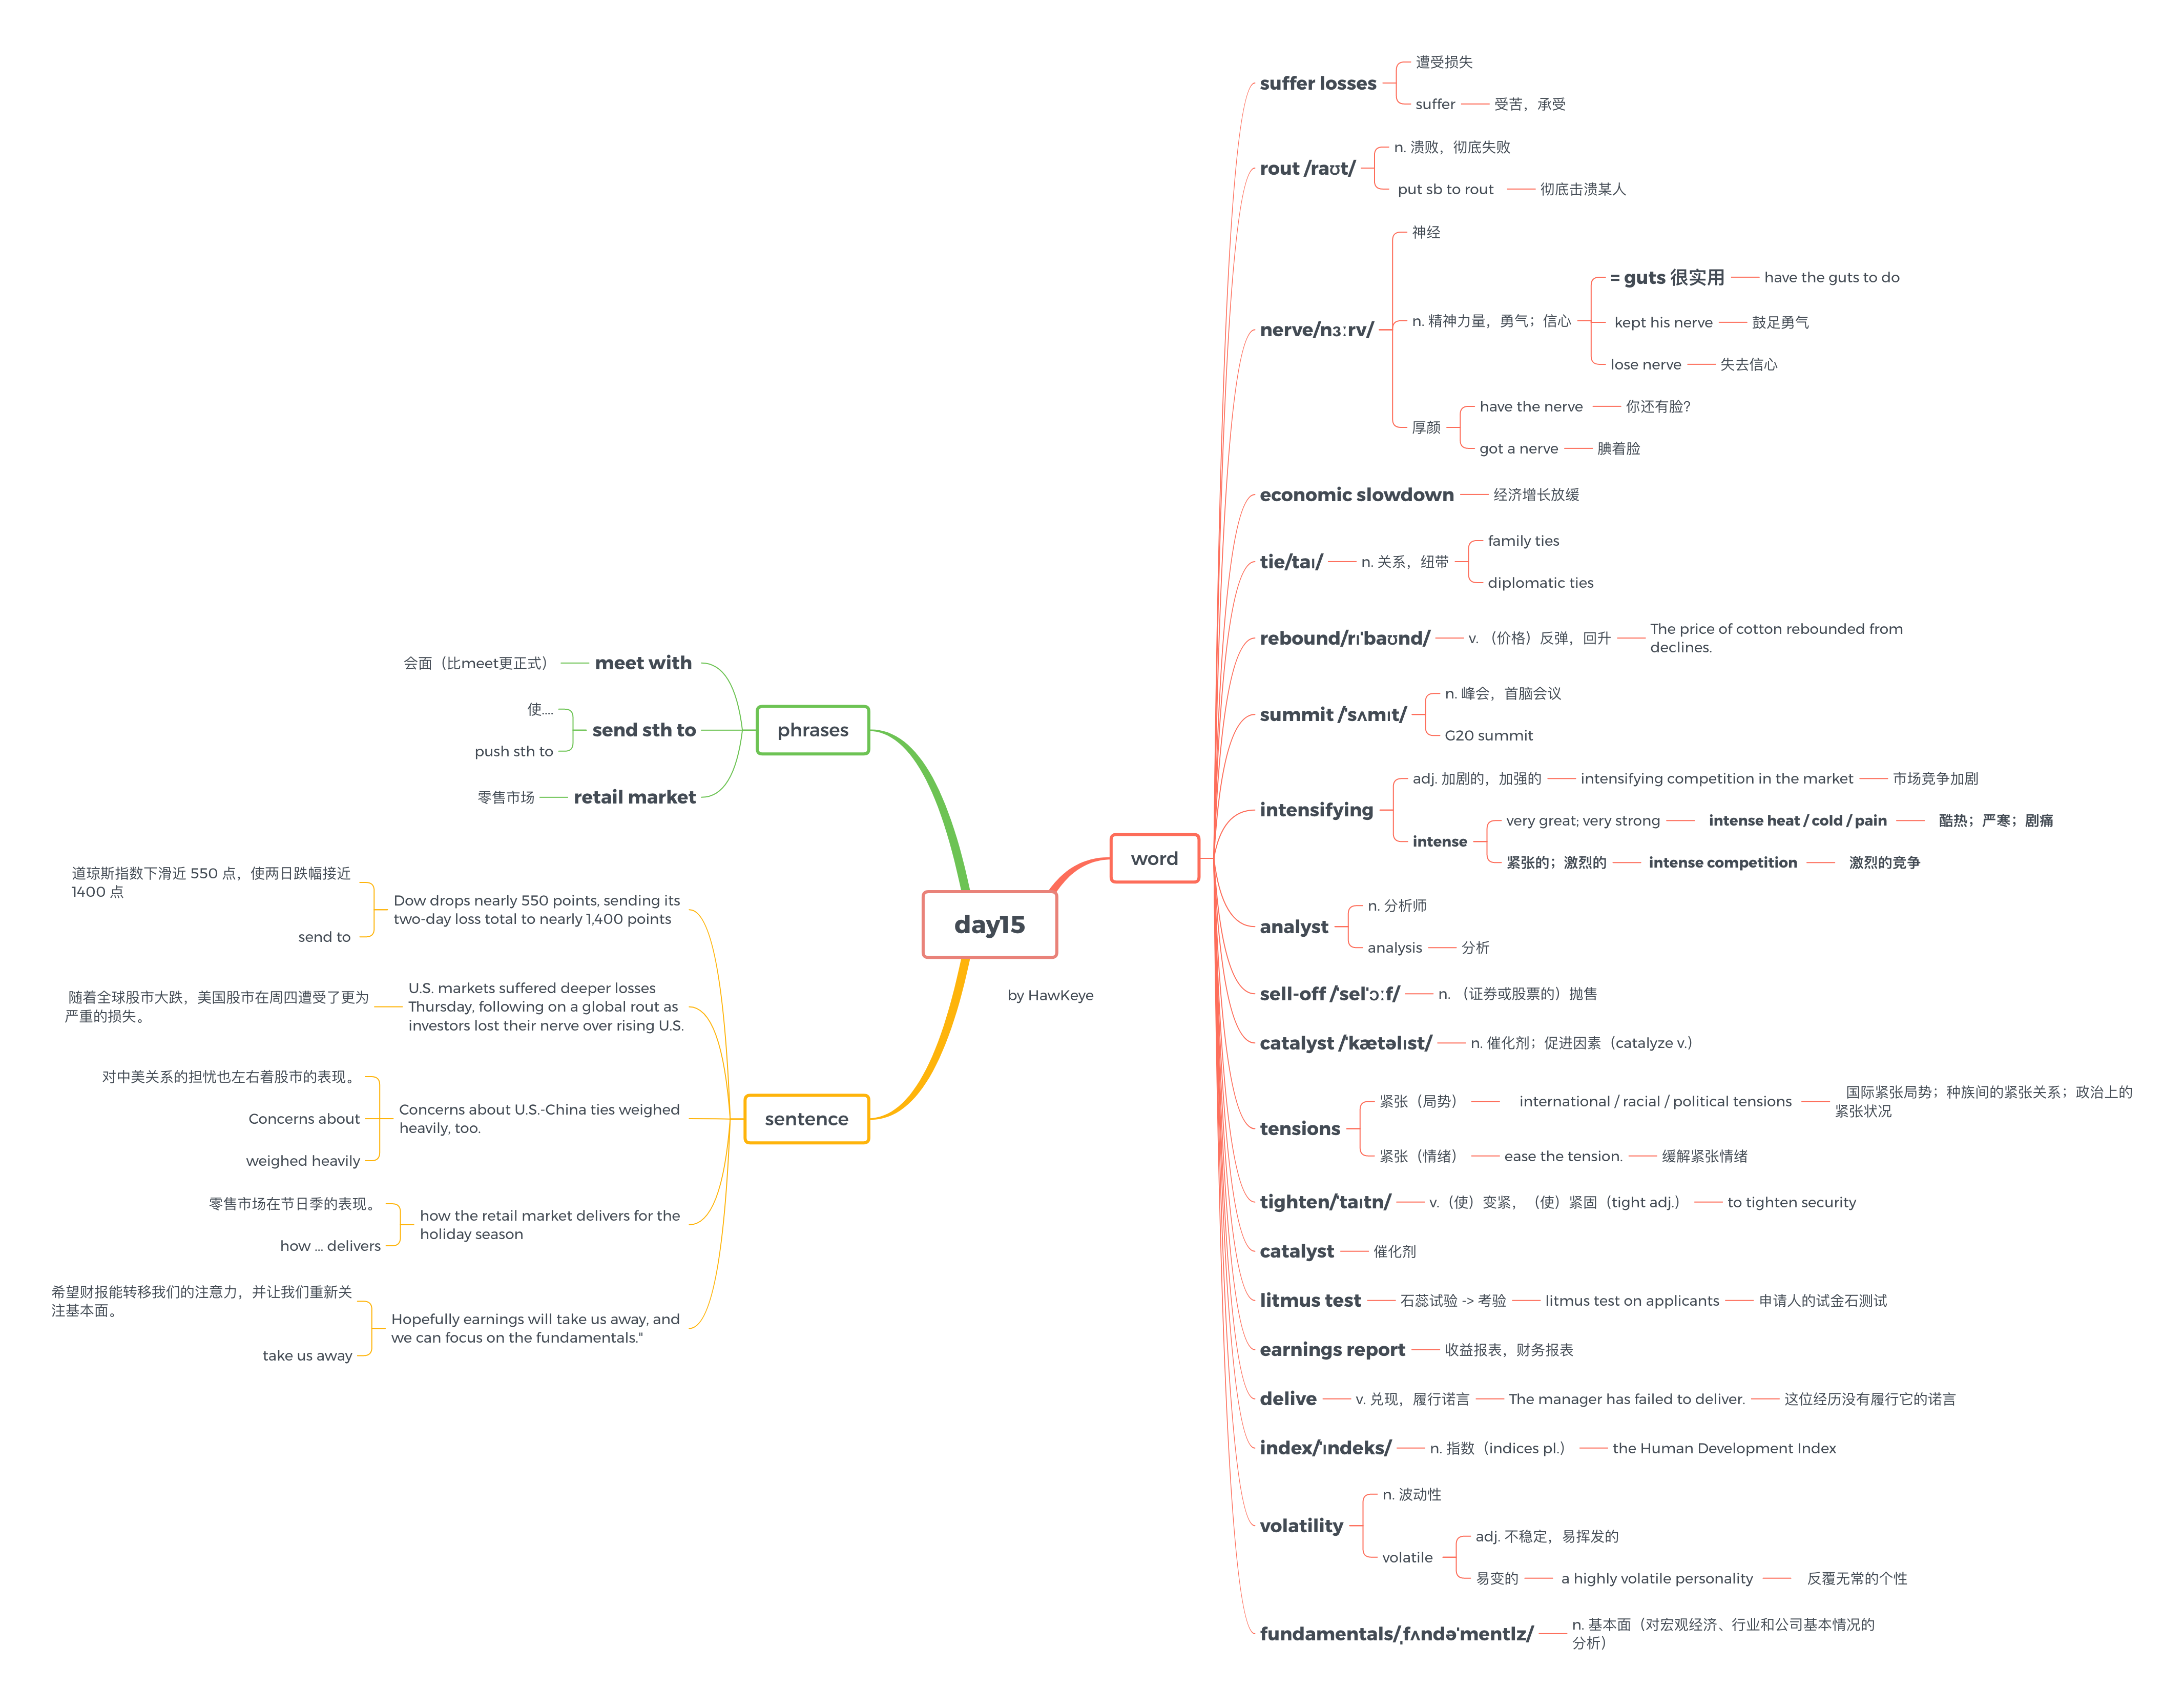 day15
by HawKeye
word
suffer losses
遭受损失
suffer
受苦，承受
rout /raʊt/
n. 溃败，彻底失败
put sb to rout
彻底击溃某人
nerve/nɜːrv/
神经
n. 精神力量，勇气；信心
= guts 很实用
have the guts to do
kept his nerve
鼓足勇气
lose nerve
失去信心
厚颜
have the nerve
你还有脸?
got a nerve
腆着脸
economic slowdown
经济增长放缓
tie/taɪ/
n. 关系，纽带
family ties
diplomatic ties
rebound/rɪˈbaʊnd/
v. （价格）反弹，回升
The price of cotton rebounded from
declines.
summit /ˈsʌmɪt/
n. 峰会，首脑会议
G20 summit
intensifying
adj. 加剧的，加强的
intensifying competition in the market
市场竞争加剧
intense
very great; very strong
intense heat / cold / pain
酷热；严寒；剧痛
紧张的；激烈的
intense competition
激烈的竞争
analyst
n. 分析师
analysis
分析
sell-off /ˈselˈɔːf/
n. （证券或股票的）抛售
catalyst /ˈkætəlɪst/
n. 催化剂；促进因素（catalyze v.）
tensions
紧张（局势）
international / racial / political tensions
国际紧张局势；种族间的紧张关系；政治上的
紧张状况
紧张（情绪）
ease the tension.
缓解紧张情绪
tighten/ˈtaɪtn/
v.（使）变紧，（使）紧固（tight adj.）
to tighten security
catalyst
催化剂
litmus test
石蕊试验 -> 考验
litmus test on applicants
申请人的试金石测试
earnings report
收益报表，财务报表
delive
v. 兑现，履行诺言
The manager has failed to deliver.
这位经历没有履行它的诺言
index/ˈɪndeks/
n. 指数（indices pl.）
the Human Development Index
volatility
n. 波动性
volatile
adj. 不稳定，易挥发的
易变的
a highly volatile personality
反覆无常的个性
fundamentals/ˌfʌndəˈmentlz/
n. 基本面（对宏观经济、行业和公司基本情况的
分析）
phrases
meet with
会面（比meet更正式）
send sth to
使....
push sth to
retail market
零售市场
sentence
Dow drops nearly 550 points, sending its
two-day loss total to nearly 1,400 points
道琼斯指数下滑近 550 点，使两日跌幅接近
1400 点
send to
U.S. markets suffered deeper losses
Thursday, following on a global rout as
investors lost their nerve over rising U.S.
随着全球股市大跌，美国股市在周四遭受了更为
严重的损失。
Concerns about U.S.-China ties weighed
heavily, too.
对中美关系的担忧也左右着股市的表现。
Concerns about
weighed heavily
how the retail market delivers for the
holiday season
零售市场在节日季的表现。
how ... delivers
Hopefully earnings will take us away, and
we can focus on the fundamentals."
希望财报能转移我们的注意力，并让我们重新关
注基本面。
take us away